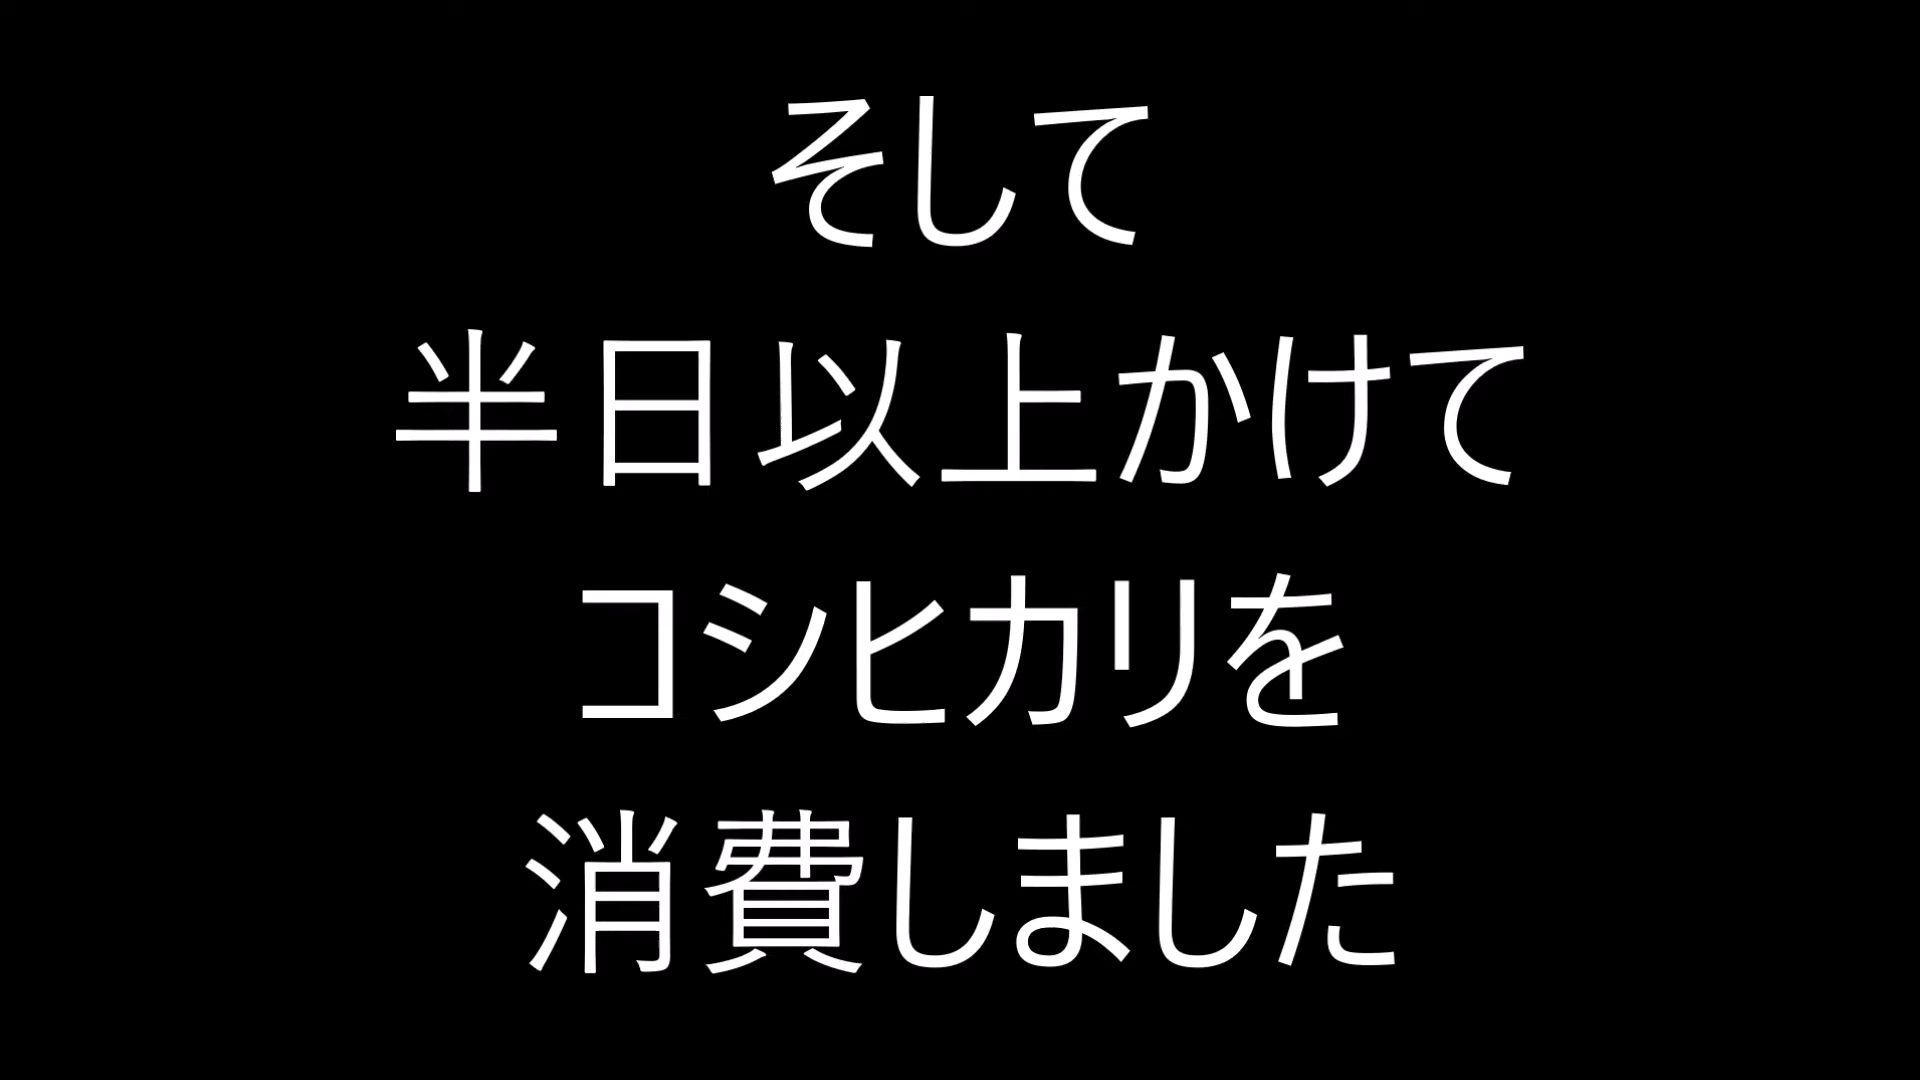 そして
半日以上かけて
コシヒカリを
消費しました